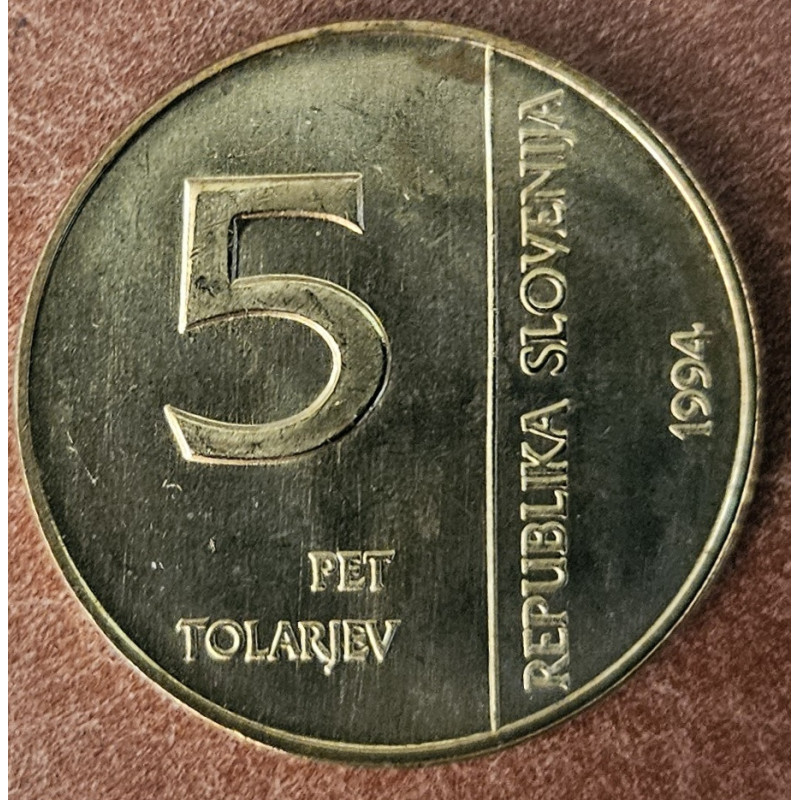 5
PET
TOLARJEV
REPUBLIKA SLOVENIJA
1994